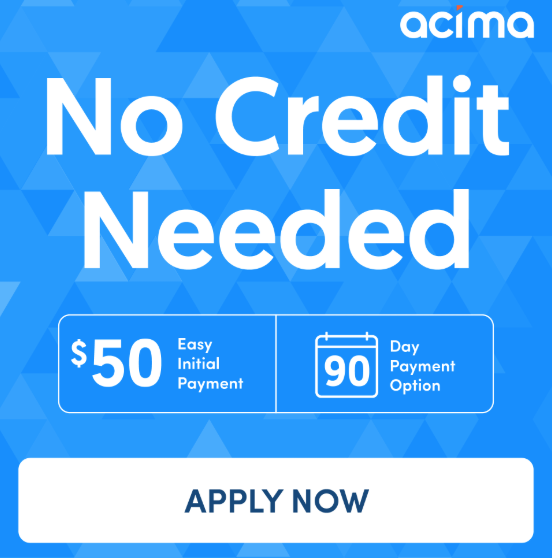 acima
No Credit
Needed
$50
Easy
Initial
Payment
90
Day
Payment
Option
APPLY NOW